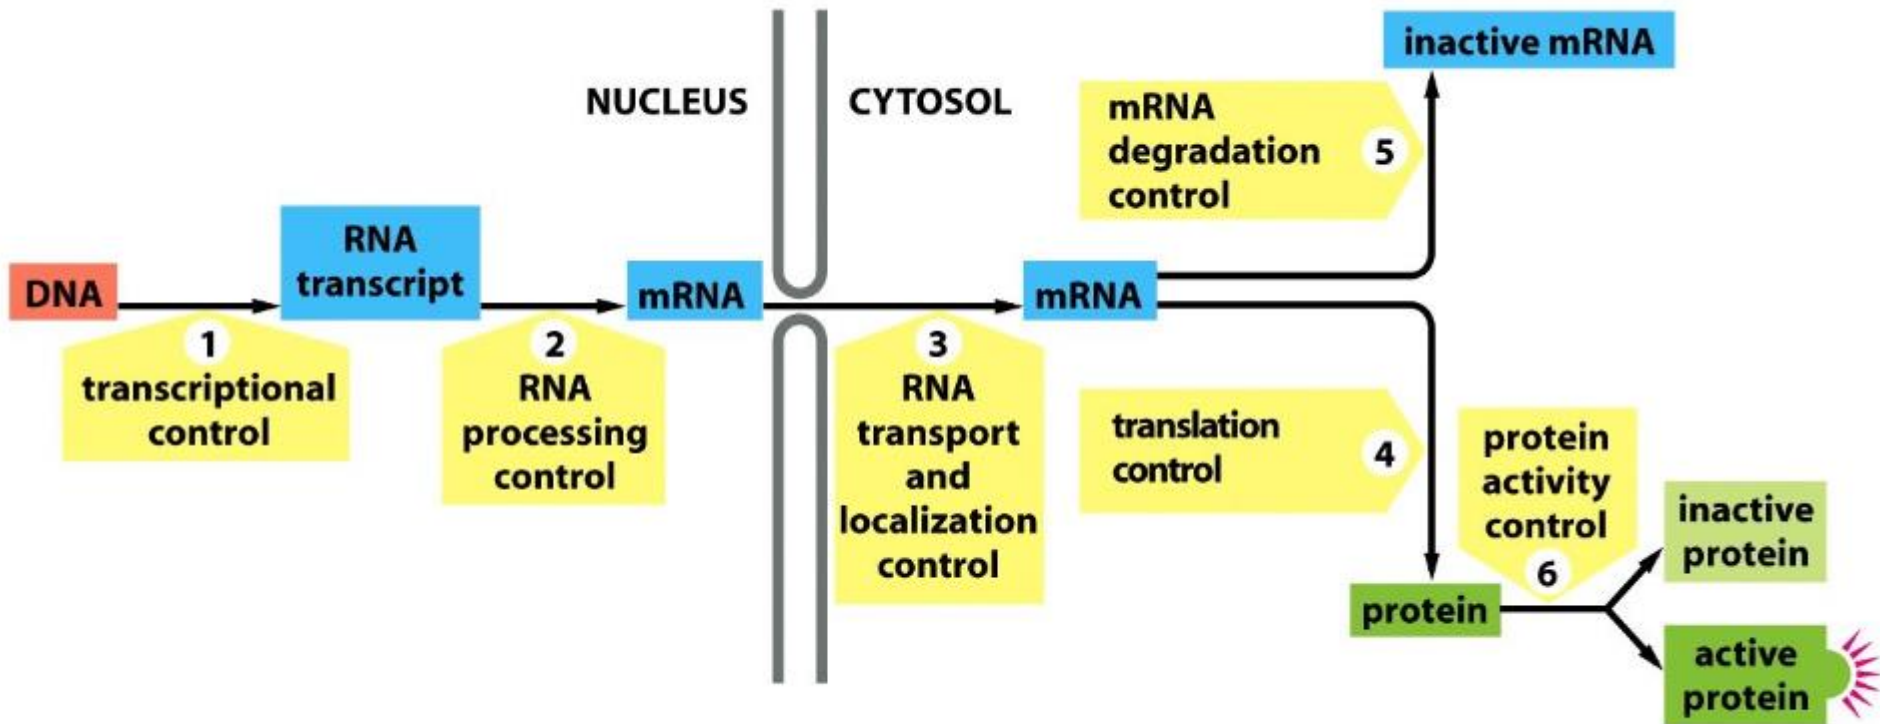 NUCLEUS
CYTOSOL
DNA
1
transcriptional
control
RNA
transcript
2
RNA
processing
control
mRNA
3
RNA
transport
and
localization
control
mRNA
mRNA
degradation
control
5
inactive mRNA
translation
control
4
protein
protein
activity
control
6
inactive
protein
active
protein